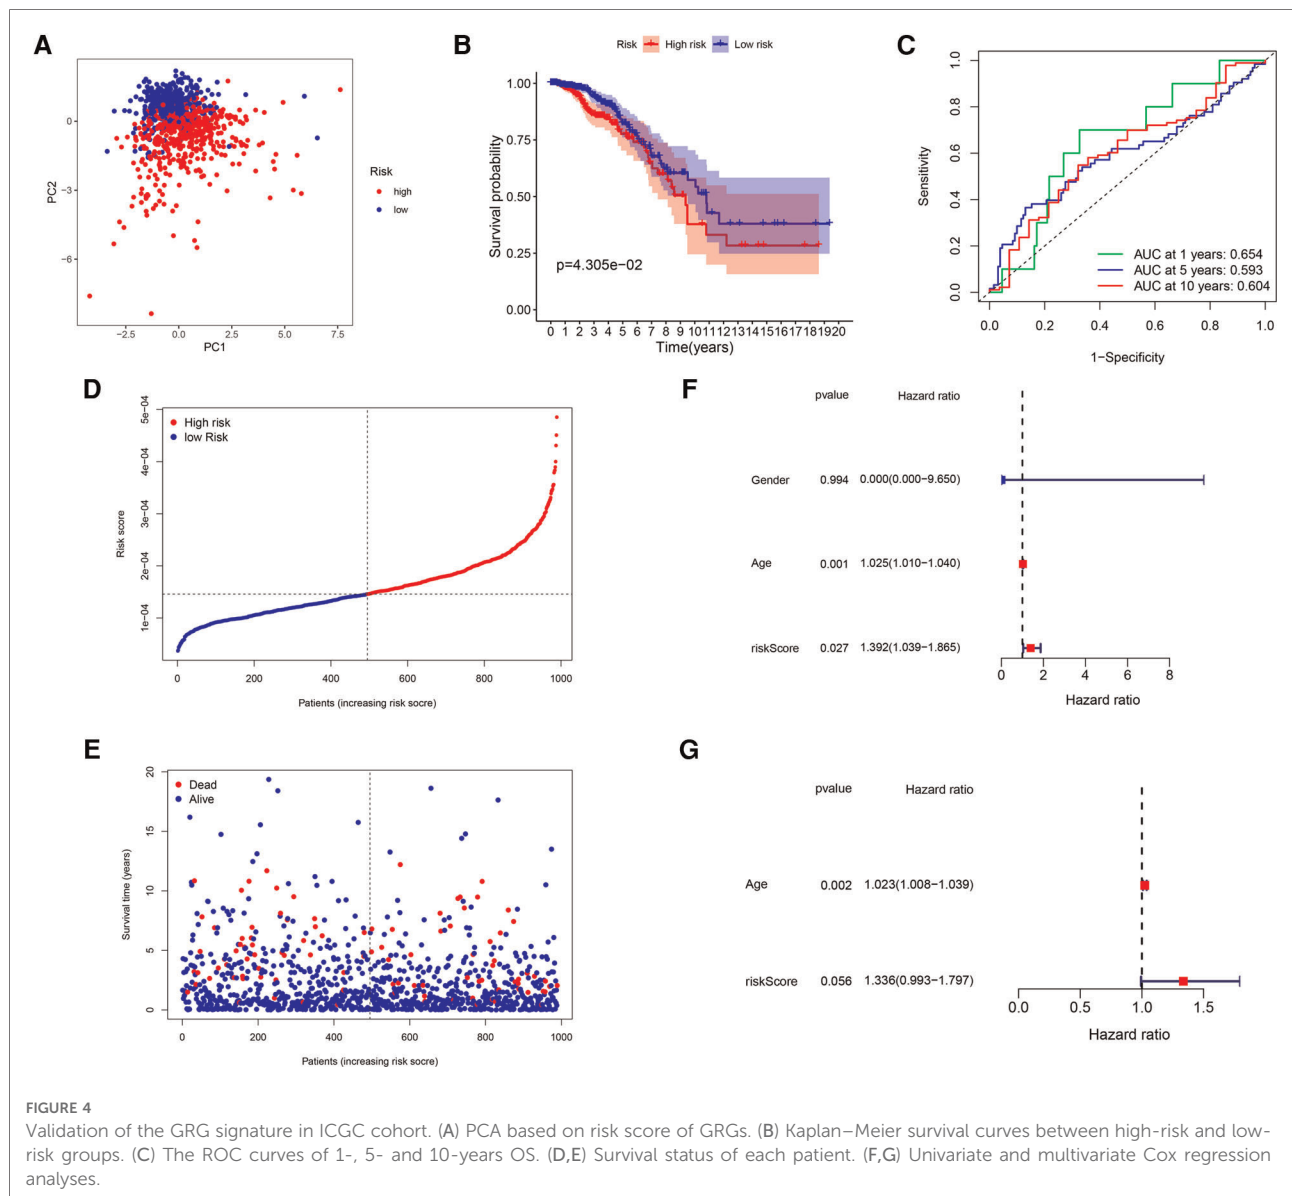 A
PC2
0
−3
−6
−2.5
0.0
2.5
5.0
7.5
PC1
Risk
high
low
B
Risk High risk Low risk
Survival probability
1.00
0.75
0.50
0.25
0.00
p=4.305e−02
0 1 2 3 4 5 6 7 8 9 10 11 12 13 14 15 16 17 18 19 20
Time(years)
C
Sensitivity
1.0
0.8
0.6
0.4
0.2
0.0
AUC at 1 years: 0.654
AUC at 5 years: 0.593
AUC at 10 years: 0.604
0.0 0.2 0.4 0.6 0.8 1.0
1−Specificity
D
Risk score
5e−04
4e−04
3e−04
2e−04
1e−04
High risk
low Risk
0 200 400 600 800 1000
Patients (increasing risk socre)
E
Survival time (years)
20
15
10
5
0
Dead
Alive
0 200 400 600 800 1000
Patients (increasing risk socre)
F
pvalue Hazard ratio
Gender 0.994 0.000(0.000−9.650)
Age 0.001 1.025(1.010−1.040)
riskScore 0.027 1.392(1.039−1.865)
0 2 4 6 8
Hazard ratio
G
pvalue Hazard ratio
Age 0.002 1.023(1.008−1.039)
riskScore 0.056 1.336(0.993−1.797)
0.0 0.5 1.0 1.5
Hazard ratio
FIGURE 4
Validation of the GRG signature in ICGC cohort. (A) PCA based on risk score of GRGs. (B) Kaplan–Meier survival curves between high-risk and low-
risk groups. (C) The ROC curves of 1-, 5- and 10-years OS. (D,E) Survival status of each patient. (F,G) Univariate and multivariate Cox regression
analyses.